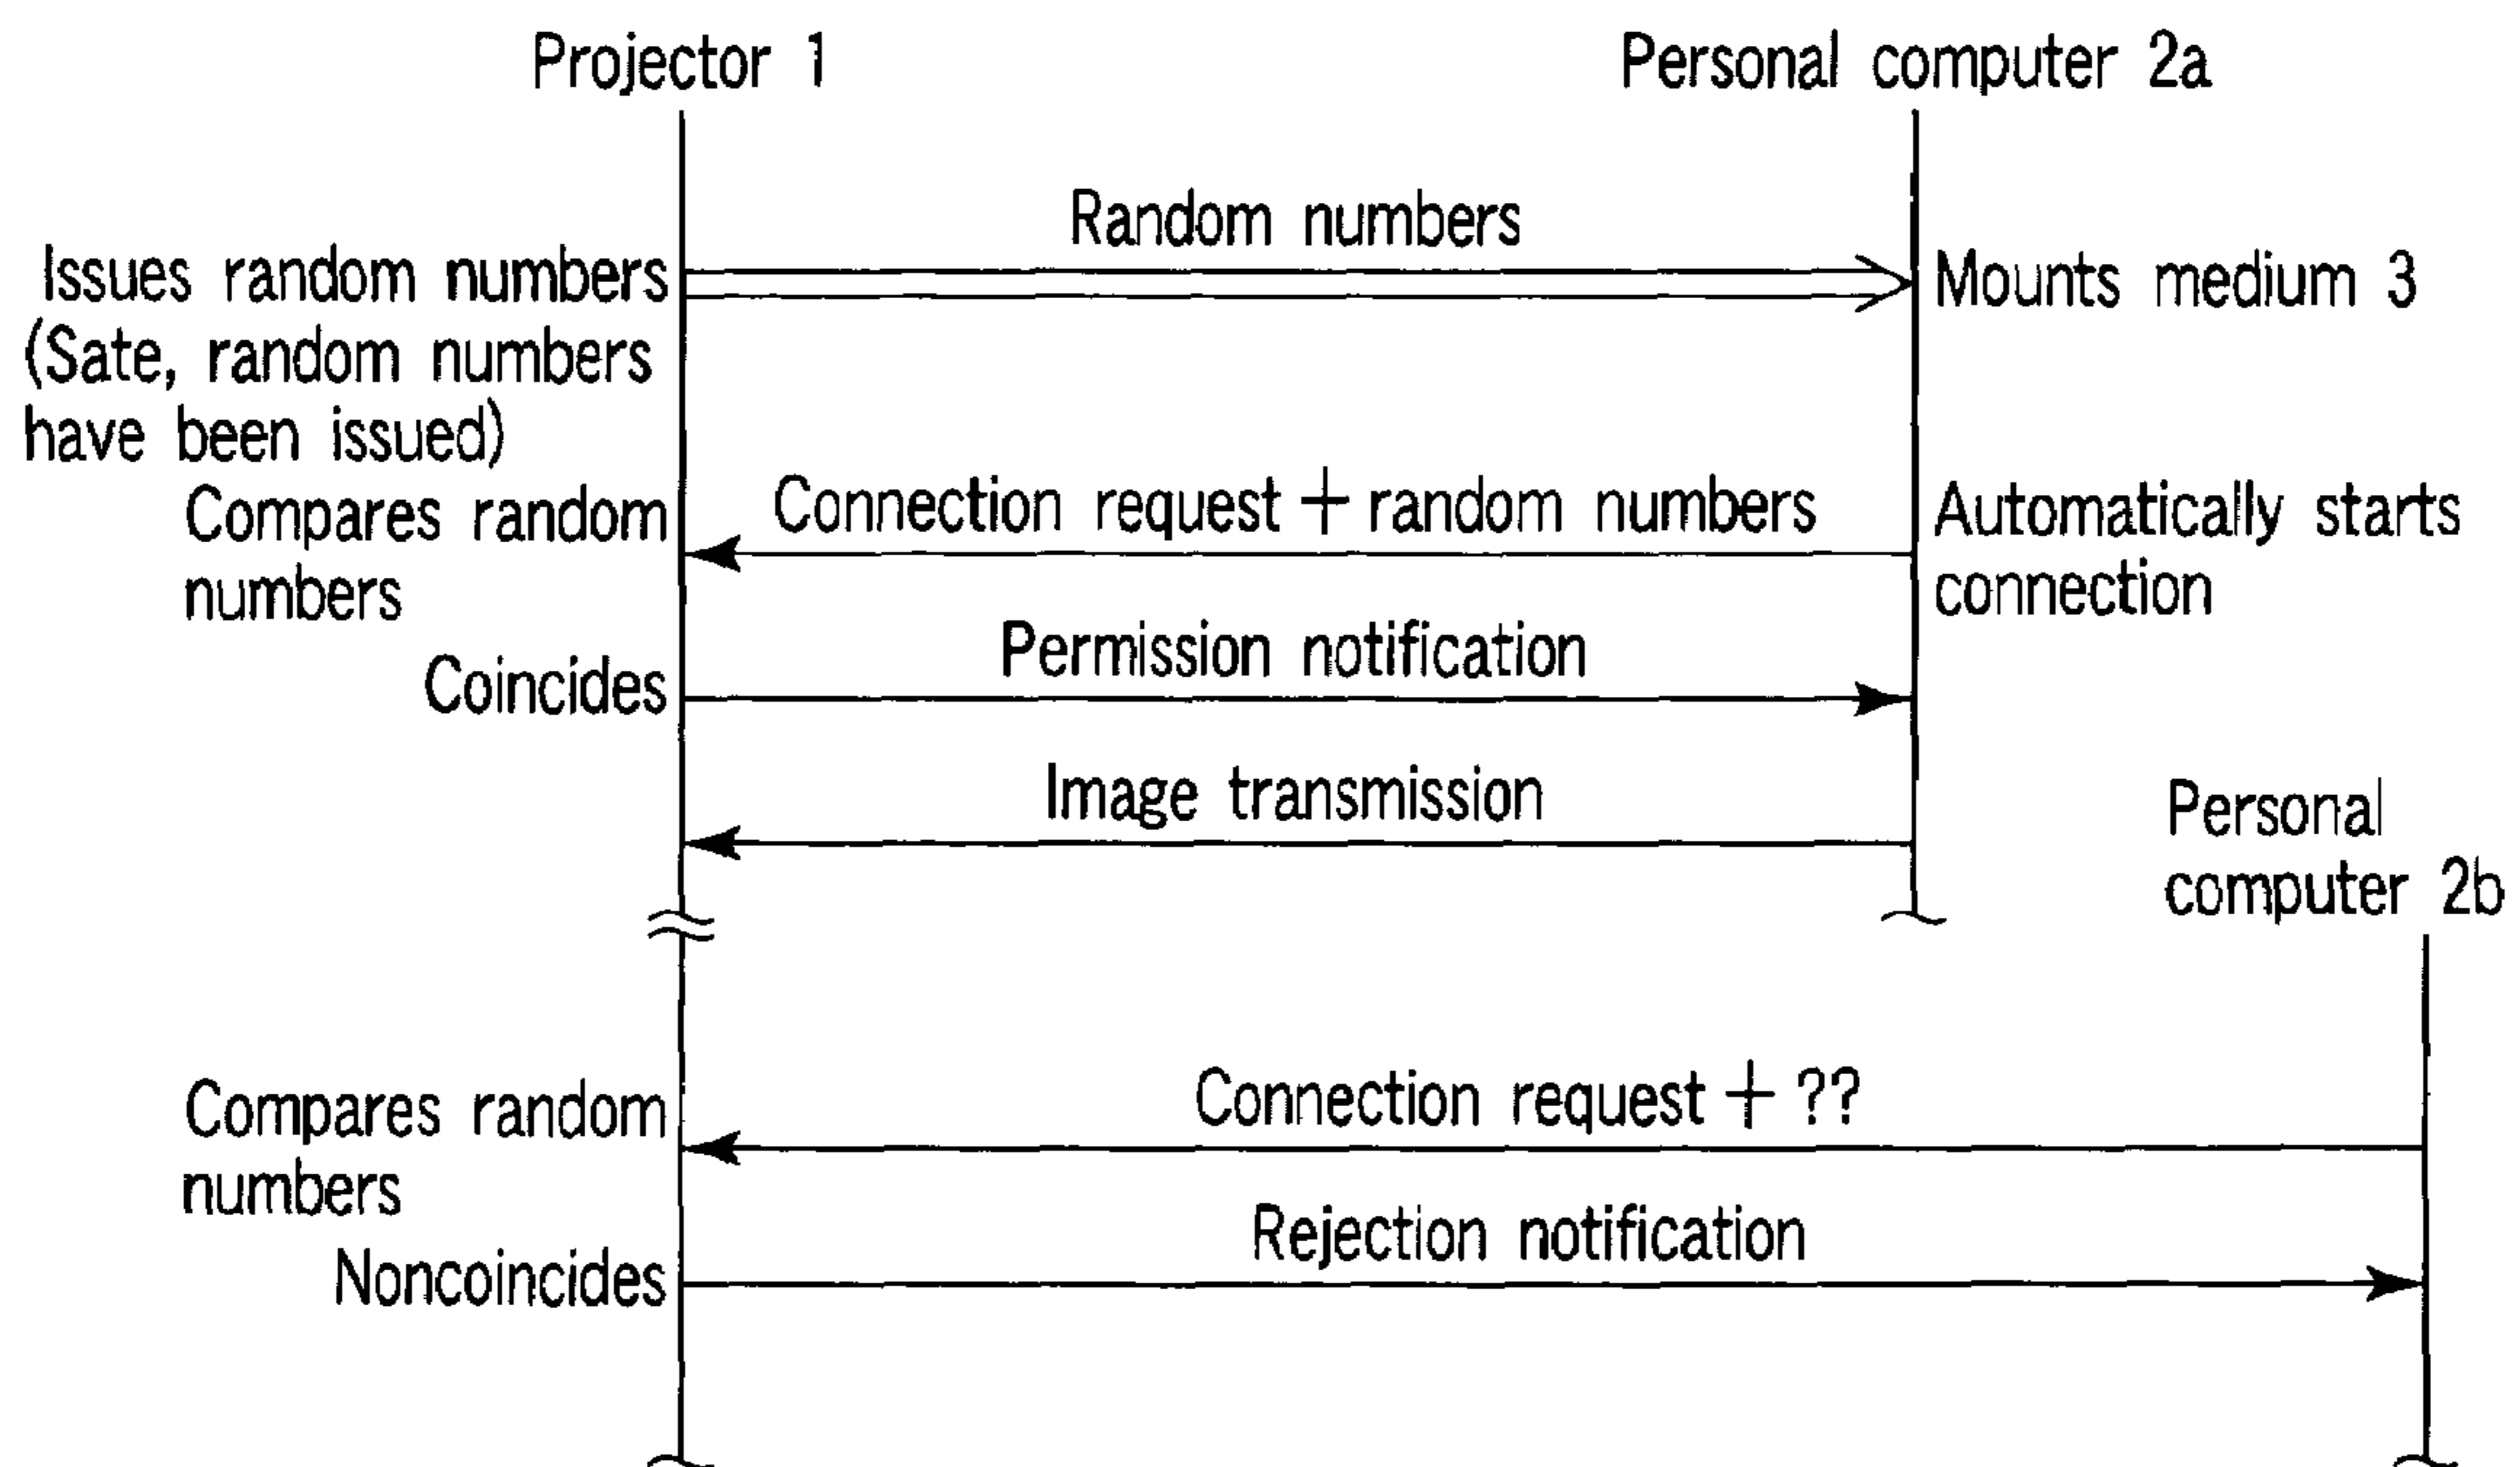 Projector 1
Personal computer 2a
Random numbers
Issues random numbers
(Sate, random numbers
have been issued)
Mounts medium 3
Compares random
numbers
Connection request + random numbers
Automatically starts
connection
Permission notification
Coincides
Image transmission
Personal
computer 2b
Compares random
numbers
Connection request + ??
Rejection notification
Noncoincides